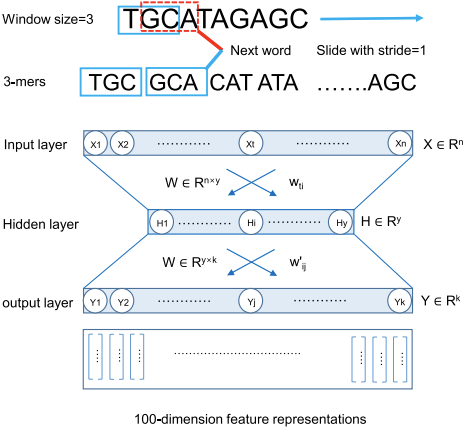 Window size=3 TGCATAGAGC
Next word Slide with stride=1
3-mers TGC GCA CAT ATA .......AGC
Input layer X1 X2 ............ Xt ............ Xn X ∈ Rⁿ
W ∈ Rⁿˣʸ wₜᵢ
Hidden layer H1 ............ Hi ............ Hy H ∈ Rʸ
W ∈ Rʸˣᵏ w'ᵢⱼ
output layer Y1 Y2 ............ Yj ............ Yk Y ∈ Rᵏ
100-dimension feature representations